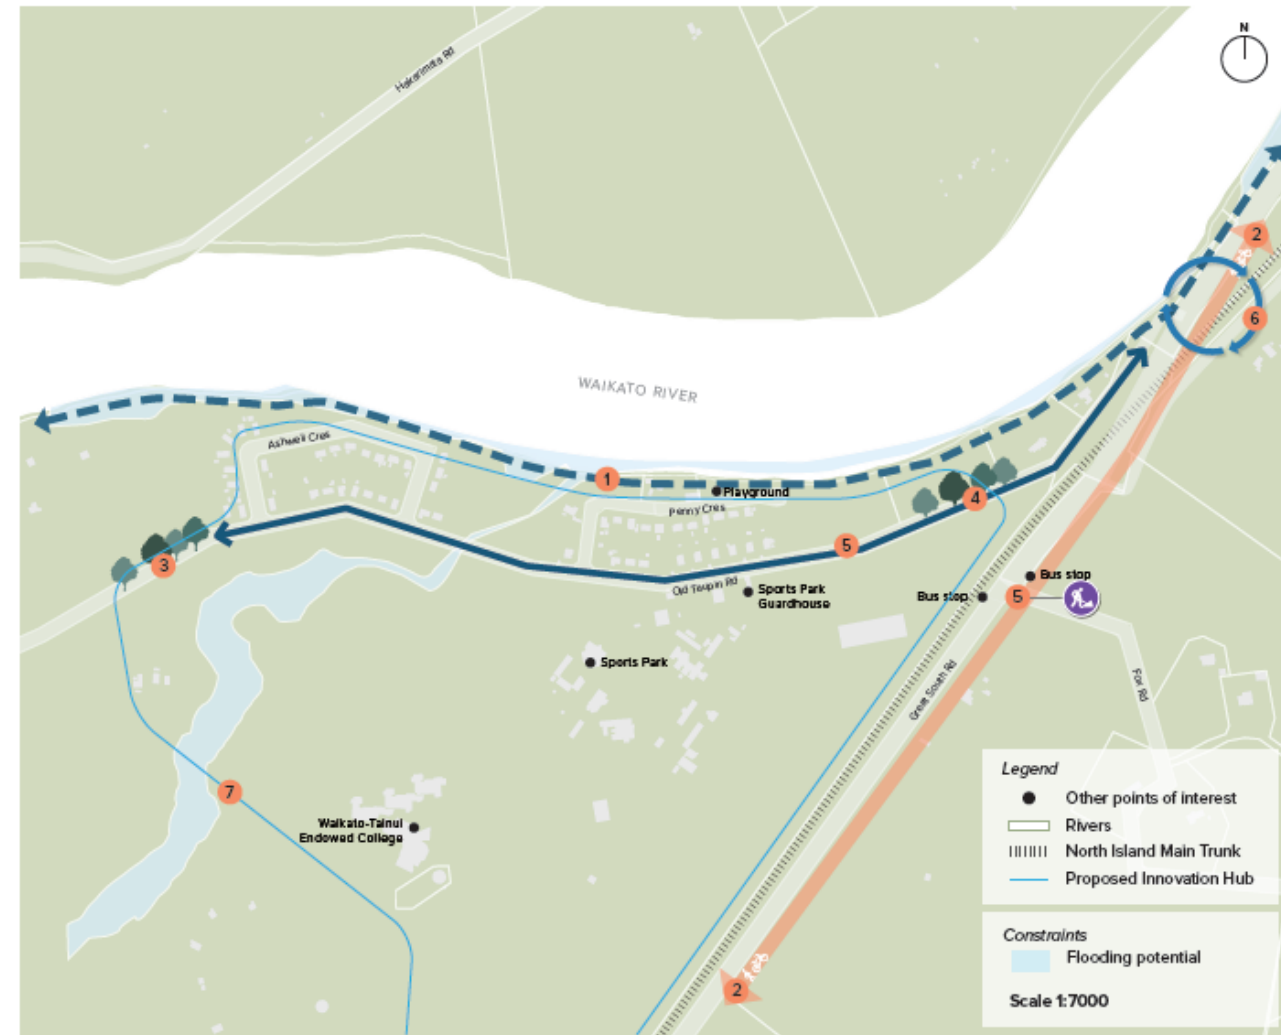 N
Hakarimata Rd
WAIKATO RIVER
2
6
Ashwell Cres
1
Playground
4
Penny Cres
5
3
Old Taupiri Rd
Sports Park
Guardhouse
Bus stop
Bus stop
5
Sports Park
Great South Rd
Fox Rd
7
Waikato-Tainui
Endowed College
2
Legend
Other points of interest
Rivers
North Island Main Trunk
Proposed Innovation Hub
Constraints
Flooding potential
Scale 1:7000